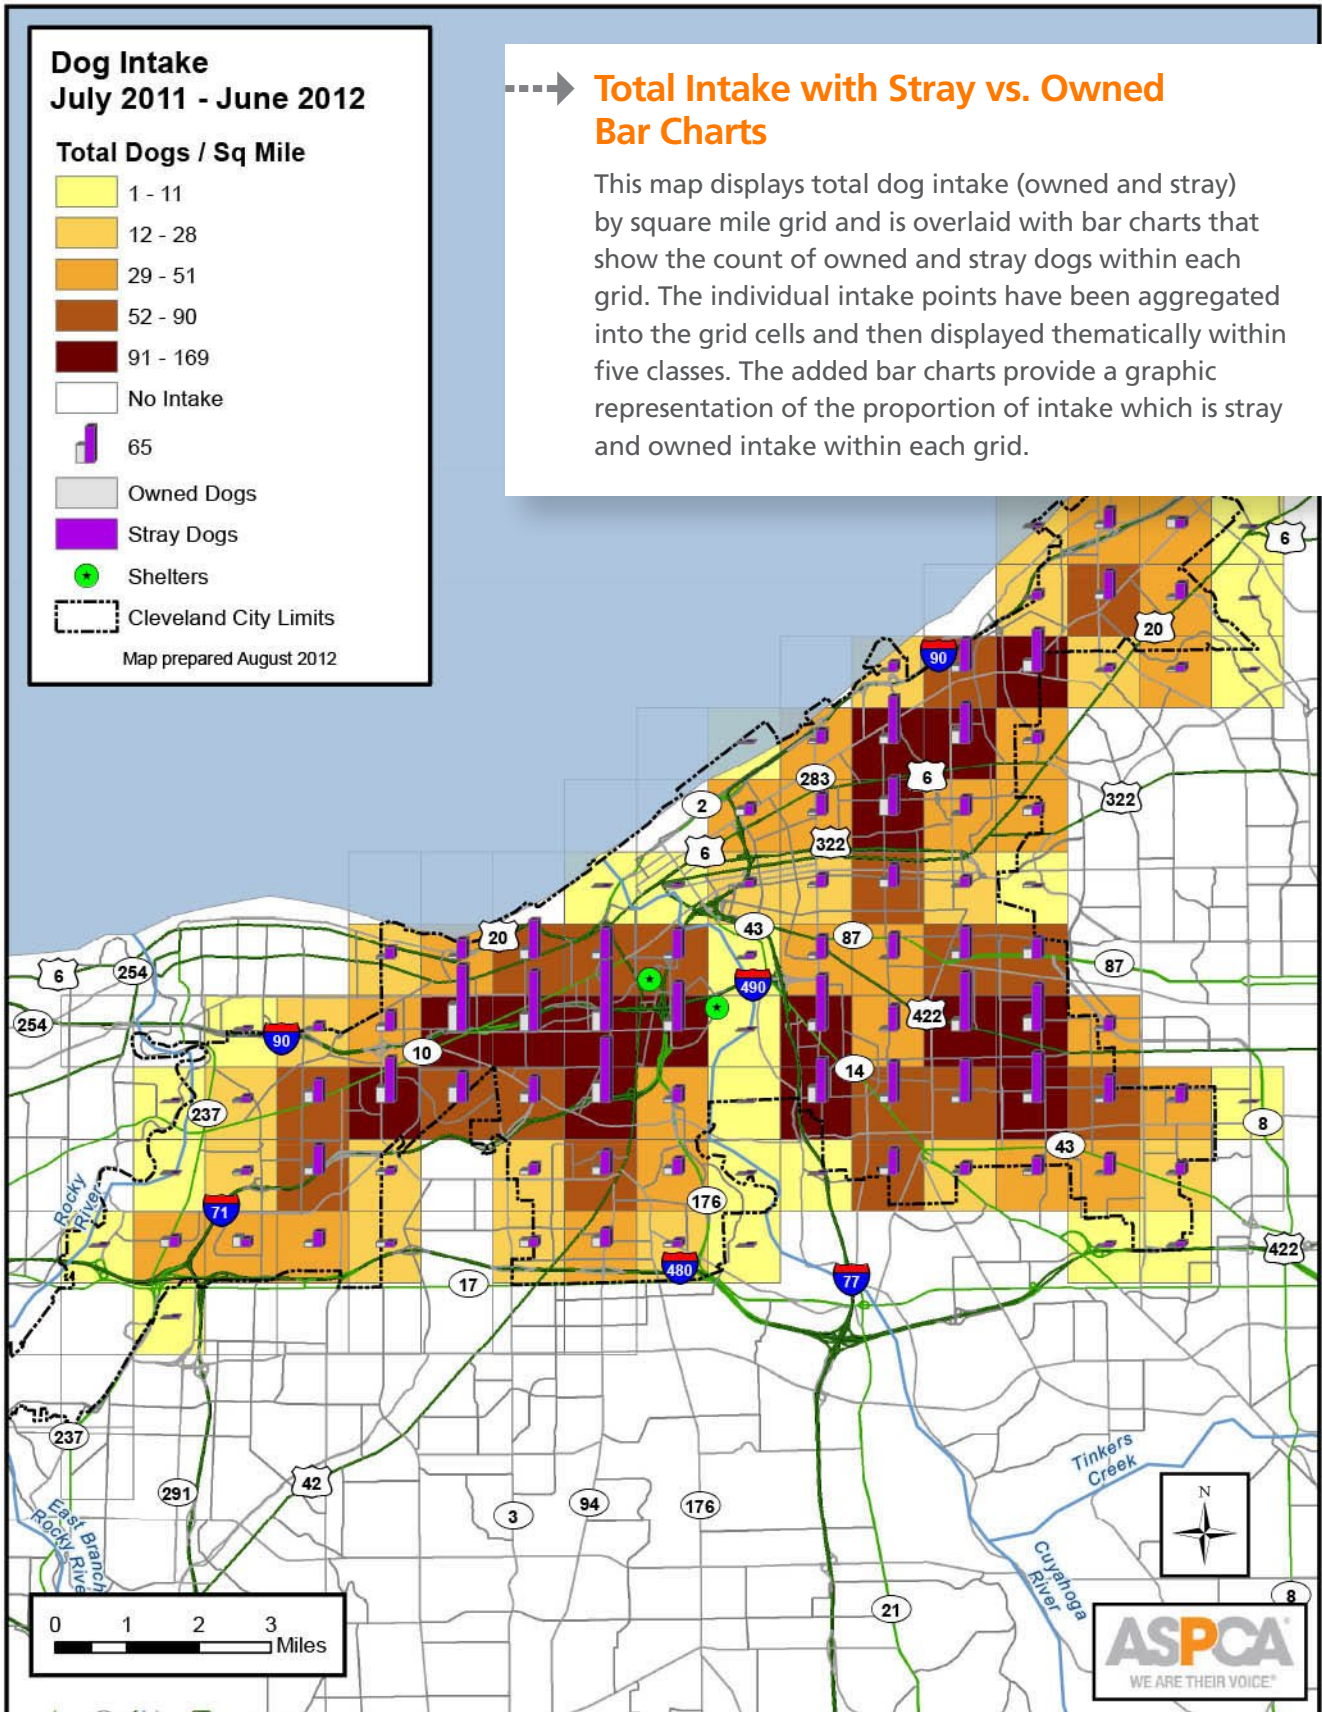 Dog Intake
July 2011 - June 2012
Total Dogs / Sq Mile
1 - 11
12 - 28
29 - 51
52 - 90
91 - 169
No Intake
65
Owned Dogs
Stray Dogs
Shelters
Cleveland City Limits
Map prepared August 2012
Total Intake with Stray vs. Owned
Bar Charts
This map displays total dog intake (owned and stray)
by square mile grid and is overlaid with bar charts that
show the count of owned and stray dogs within each
grid. The individual intake points have been aggregated
into the grid cells and then displayed thematically within
five classes. The added bar charts provide a graphic
representation of the proportion of intake which is stray
and owned intake within each grid.
6
20
90
283
6
2
322
322
6
20
43
87
6
254
87
490
254
422
90
10
14
237
8
43
Rocky
River
176
71
422
480
17
77
237
Tinkers
Creek
42
291
94
176
3
N
East Branch
Rocky River
Cuyahoga
River
8
21
0 1 2 3
Miles
ASPCA
WE ARE THEIR VOICE®